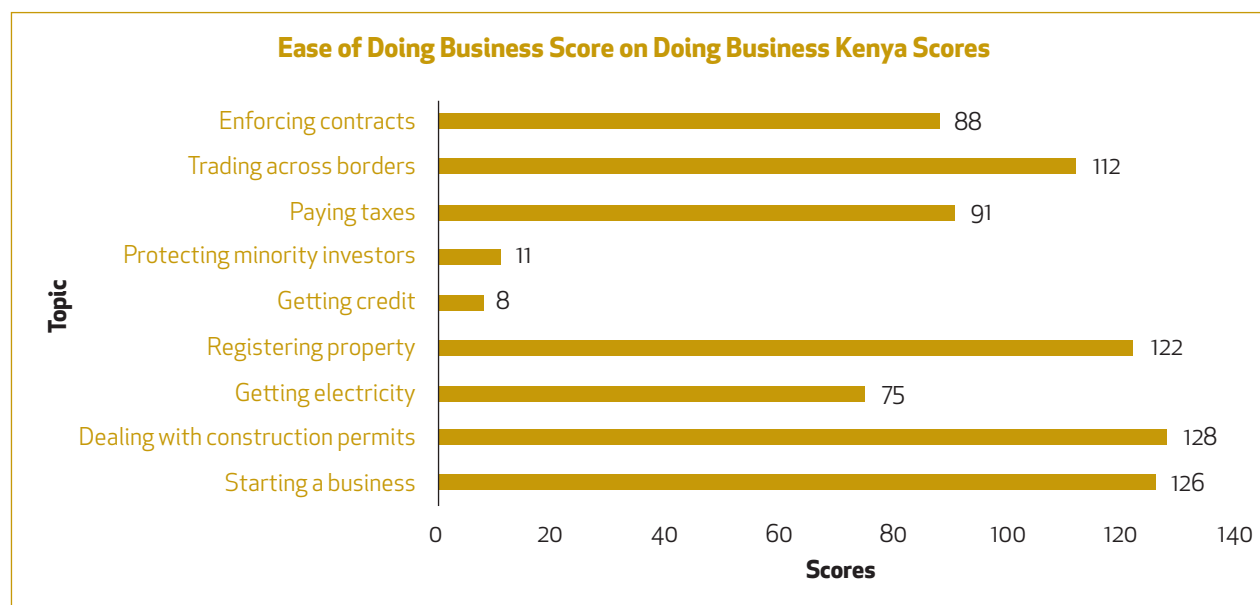 Ease of Doing Business Score on Doing Business Kenya Scores
Enforcing contracts 88
Trading across borders 112
Paying taxes 91
Protecting minority investors 11
Getting credit 8
Registering property 122
Getting electricity 75
Dealing with construction permits 128
Starting a business 126
Topic
0 20 40 60 80 100 120 140
Scores